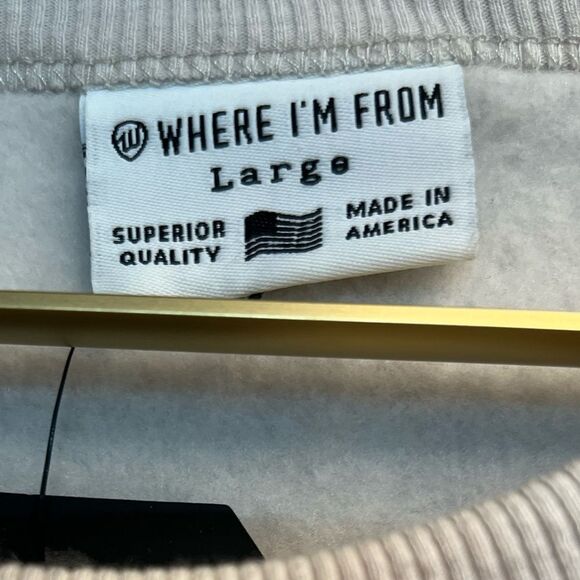 WHERE I'M FROM
Large
SUPERIOR QUALITY
MADE IN AMERICA